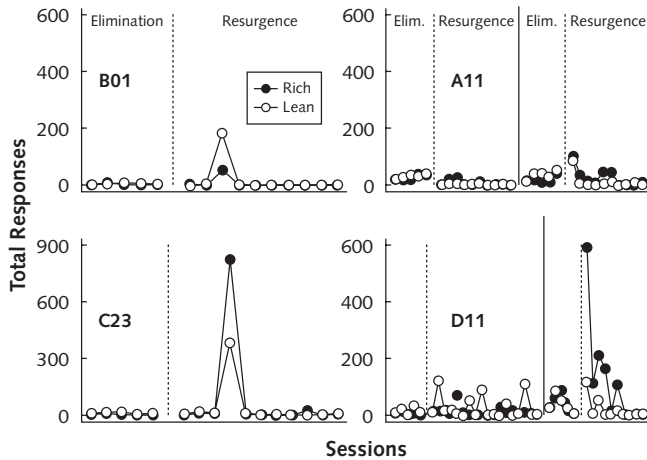 600
400
200
0
Elimination
Resurgence
B01
Rich
Lean
600
400
200
0
Elim.
Resurgence
Elim.
Resurgence
A11
Total Responses
900
600
300
0
C23
600
400
200
0
D11
Sessions